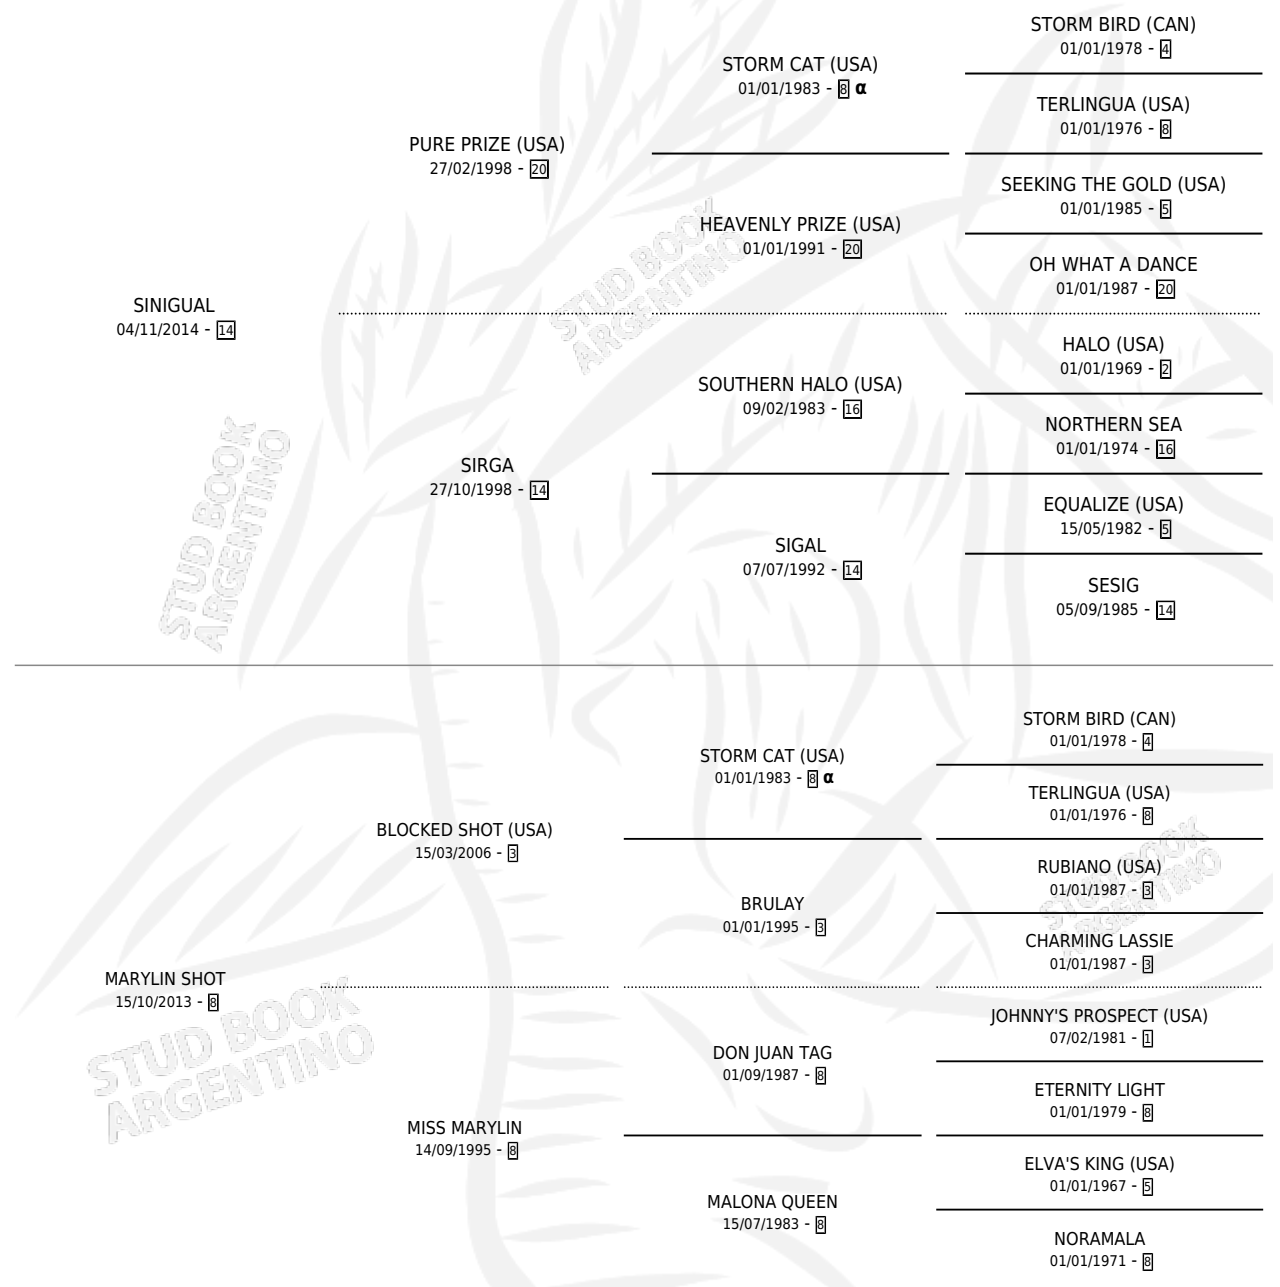 STORM BIRD (CAN)
01/01/1978 - 4
STORM CAT (USA)
01/01/1983 - 8 α
TERLINGUA (USA)
01/01/1976 - 8
PURE PRIZE (USA)
27/02/1998 - 20
SEEKING THE GOLD (USA)
01/01/1985 - 5
HEAVENLY PRIZE (USA)
01/01/1991 - 20
OH WHAT A DANCE
01/01/1987 - 20
SINIGUAL
04/11/2014 - 14
HALO (USA)
01/01/1969 - 2
SOUTHERN HALO (USA)
09/02/1983 - 16
NORTHERN SEA
01/01/1974 - 16
SIRGA
27/10/1998 - 14
EQUALIZE (USA)
15/05/1982 - 5
SIGAL
07/07/1992 - 14
SESIG
05/09/1985 - 14
STUD BOOK
ARGENTINO
STUD BOOK
ARGENTINO
STORM BIRD (CAN)
01/01/1978 - 4
STORM CAT (USA)
01/01/1983 - 8 α
TERLINGUA (USA)
01/01/1976 - 8
BLOCKED SHOT (USA)
15/03/2006 - 3
RUBIANO (USA)
01/01/1987 - 3
BRULAY
01/01/1995 - 3
CHARMING LASSIE
01/01/1987 - 3
MARYLIN SHOT
15/10/2013 - 8
JOHNNY'S PROSPECT (USA)
07/02/1981 - 1
DON JUAN TAG
01/09/1987 - 8
ETERNITY LIGHT
01/01/1979 - 8
MISS MARYLIN
14/09/1995 - 8
ELVA'S KING (USA)
01/01/1967 - 5
MALONA QUEEN
15/07/1983 - 8
NORAMALA
01/01/1971 - 8
STUD BOOK
ARGENTINO
STUD BOOK
ARGENTINO